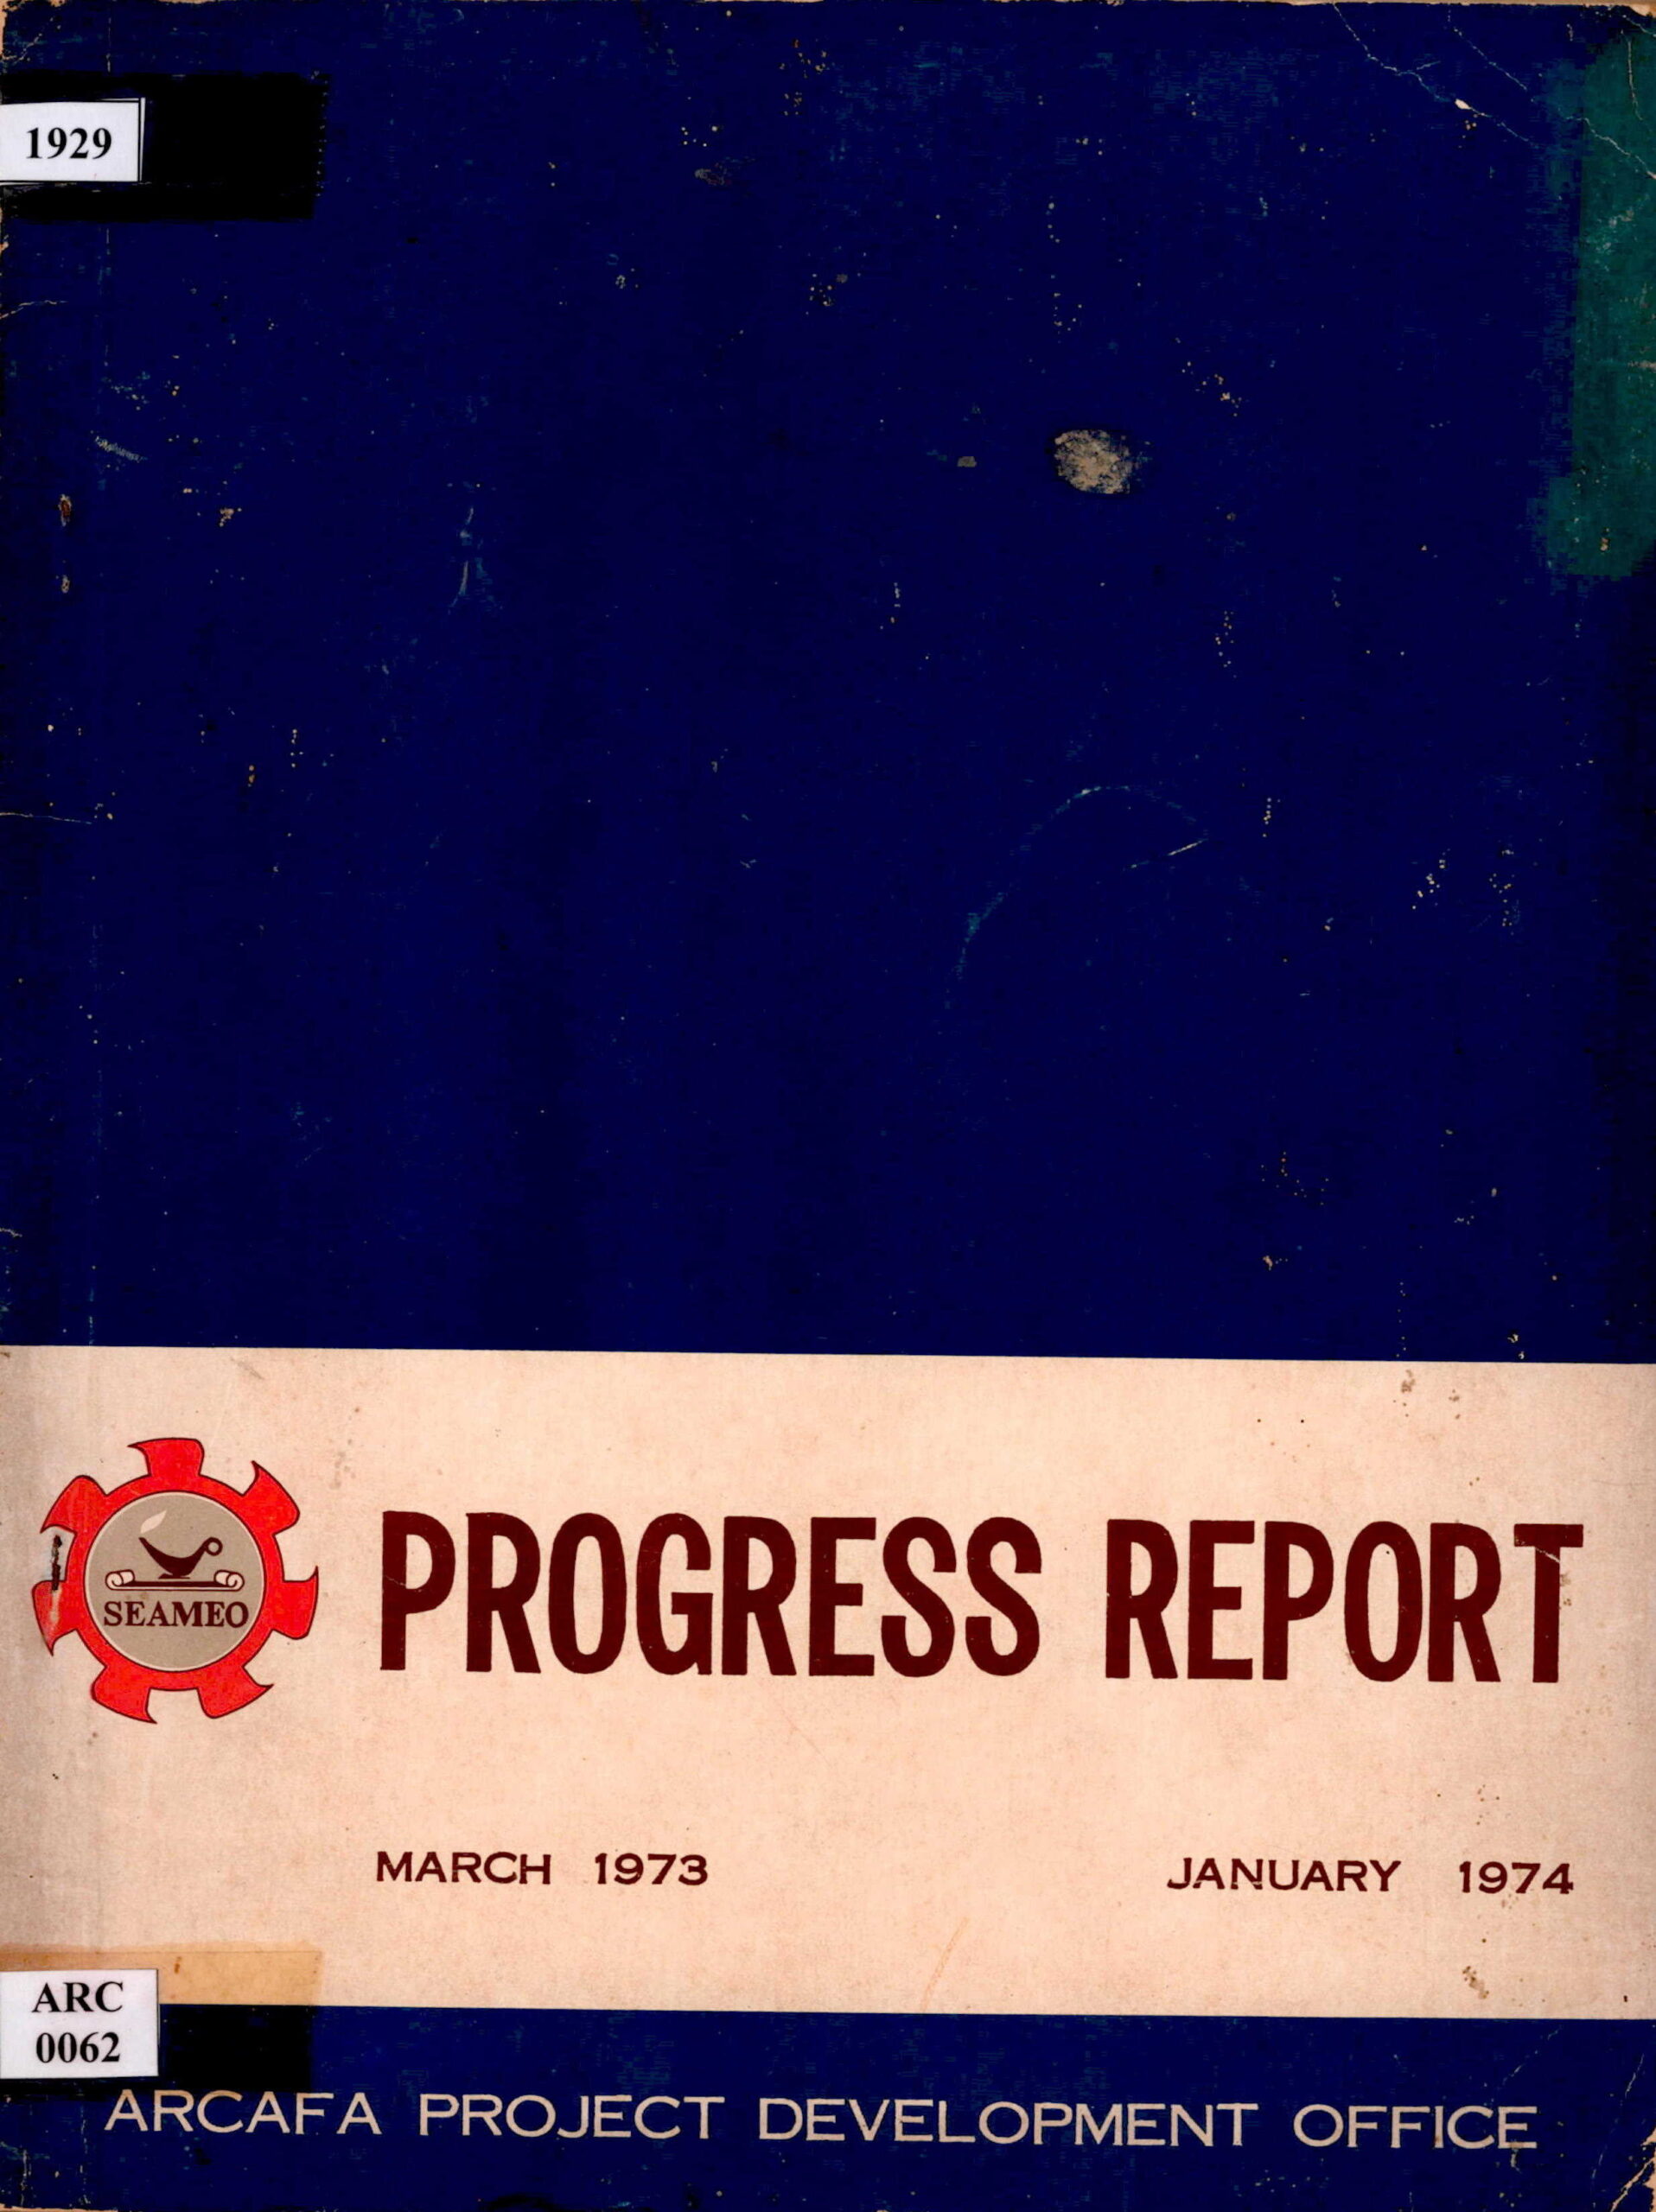 1929
SEAMEO
PROGRESS REPORT
MARCH 1973 JANUARY 1974
ARC
0062
ARCAFA PROJECT DEVELOPMENT OFFICE